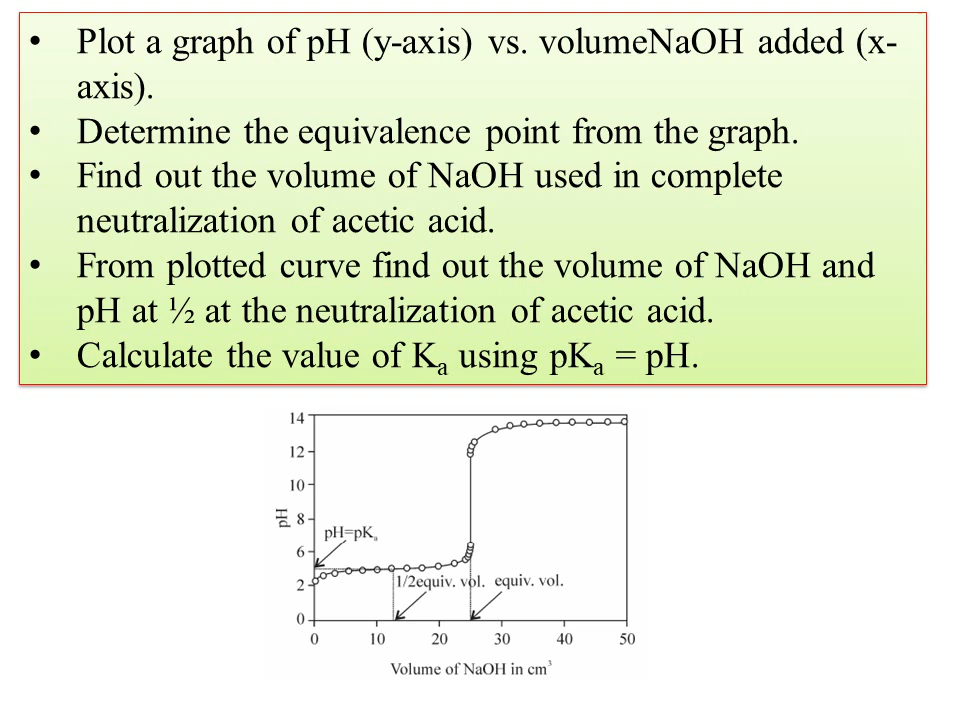 • Plot a graph of pH (y-axis) vs. volumeNaOH added (x-
axis).
• Determine the equivalence point from the graph.
• Find out the volume of NaOH used in complete
neutralization of acetic acid.
• From plotted curve find out the volume of NaOH and
pH at ½ at the neutralization of acetic acid.
• Calculate the value of Ka using pKa = pH.
14
12
10
8
pH
pH=pKa
6
2
1/2equiv. vol. equiv. vol.
0
0 10 20 30 40 50
Volume of NaOH in cm³